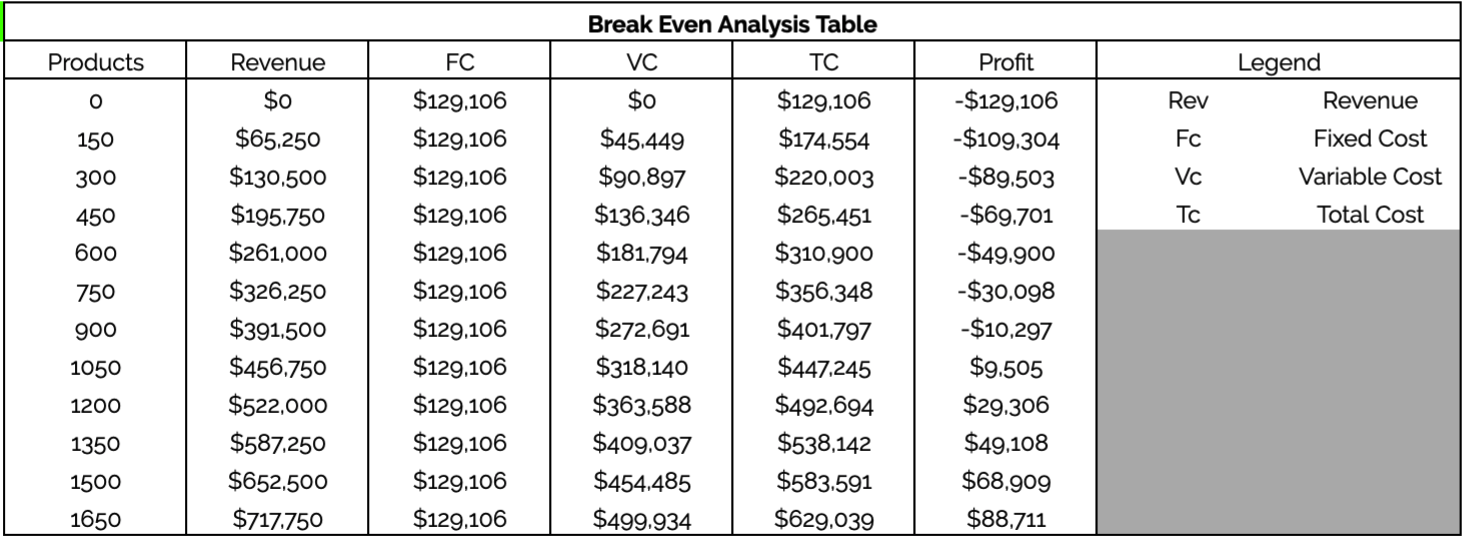 Break Even Analysis Table
Products Revenue FC VC TC Profit Legend
0 $0 $129,106 $0 $129,106 -$129,106 Rev Revenue
150 $65,250 $129,106 $45,449 $174,554 -$109,304 Fc Fixed Cost
300 $130,500 $129,106 $90,897 $220,003 -$89,503 Vc Variable Cost
450 $195,750 $129,106 $136,346 $265,451 -$69,701 Tc Total Cost
600 $261,000 $129,106 $181,794 $310,900 -$49,900
750 $326,250 $129,106 $227,243 $356,348 -$30,098
900 $391,500 $129,106 $272,691 $401,797 -$10,297
1050 $456,750 $129,106 $318,140 $447,245 $9,505
1200 $522,000 $129,106 $363,588 $492,694 $29,306
1350 $587,250 $129,106 $409,037 $538,142 $49,108
1500 $652,500 $129,106 $454,485 $583,591 $68,909
1650 $717,750 $129,106 $499,934 $629,039 $88,711